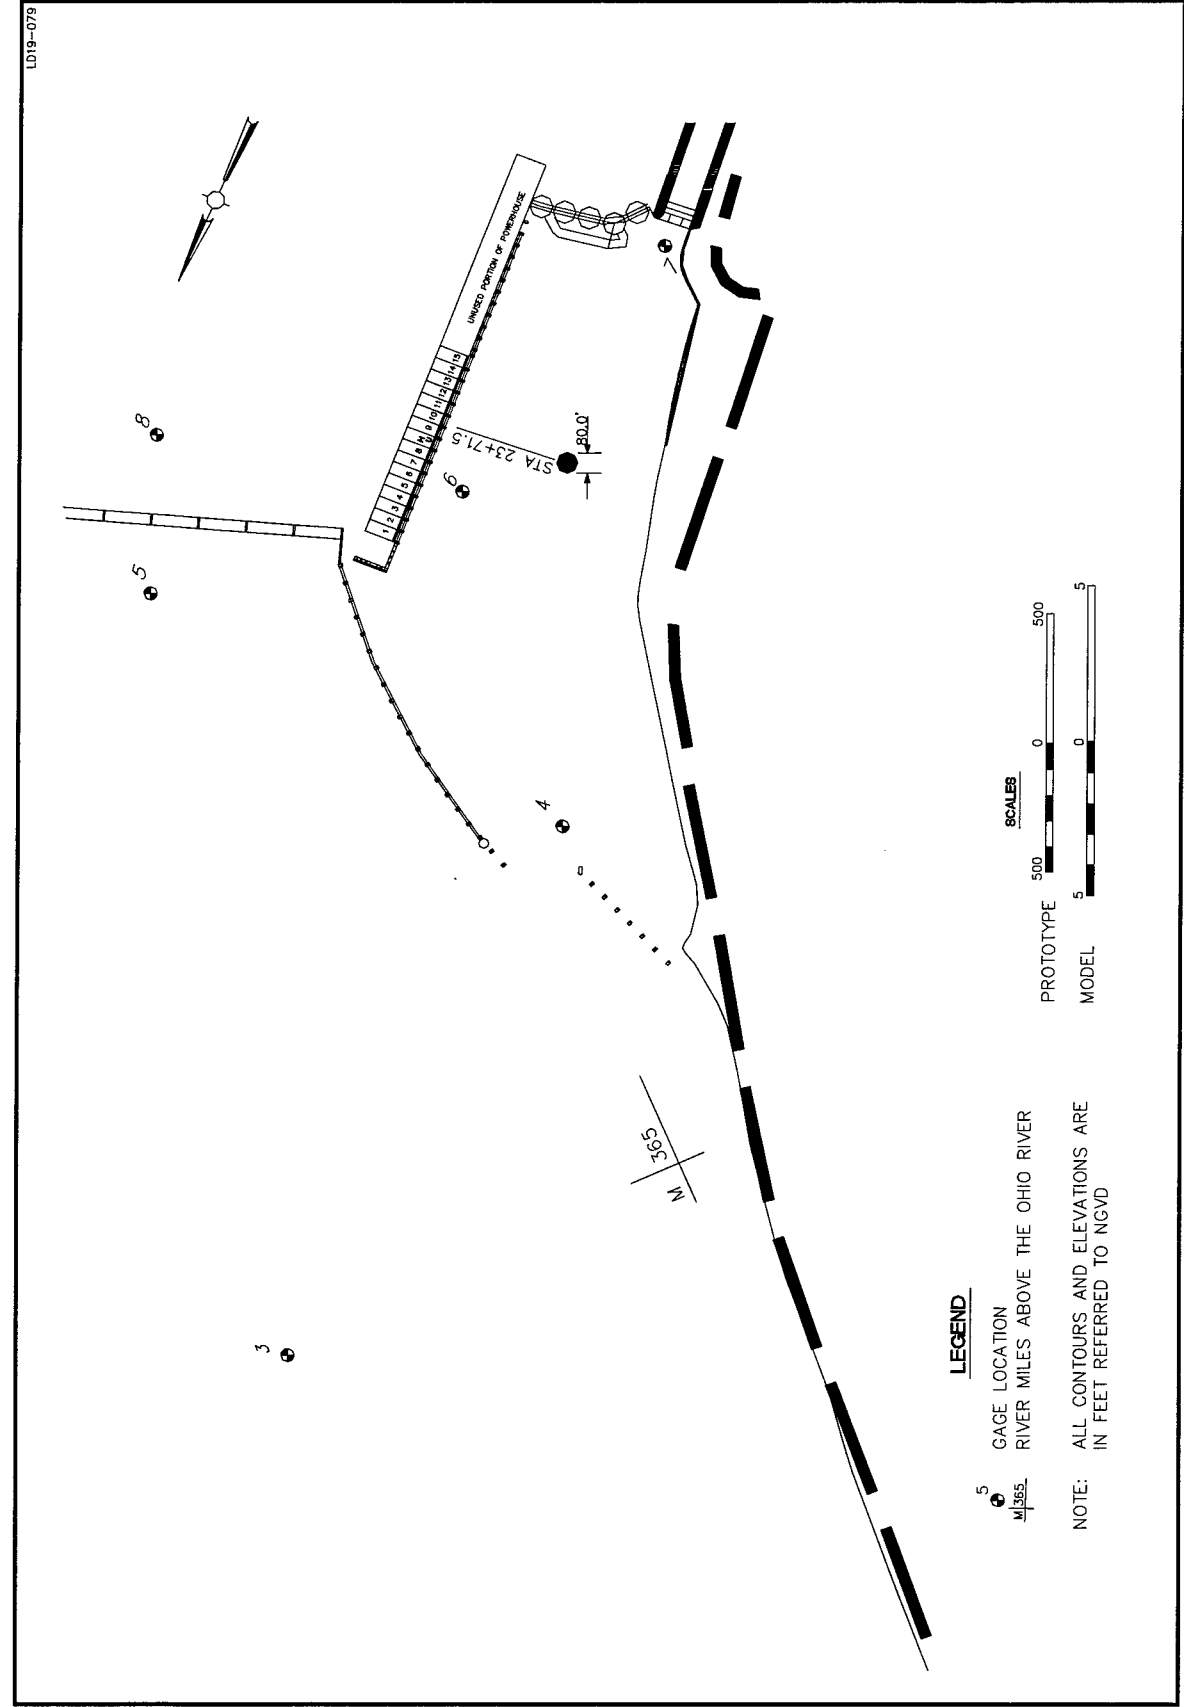 LD19-079
8
5
3
4
6
7
UNUSED PORTION OF POWERHOUSE
1 2 3 4 5 6 7 8 H U 9 10 11 12 13 14 15
STA 23+71.5
80.0'
M 365
LEGEND
5
GAGE LOCATION
M 365
RIVER MILES ABOVE THE OHIO RIVER
NOTE: ALL CONTOURS AND ELEVATIONS ARE
IN FEET REFERRED TO NGVD
SCALES
PROTOTYPE 500 0 500
MODEL 5 0 5